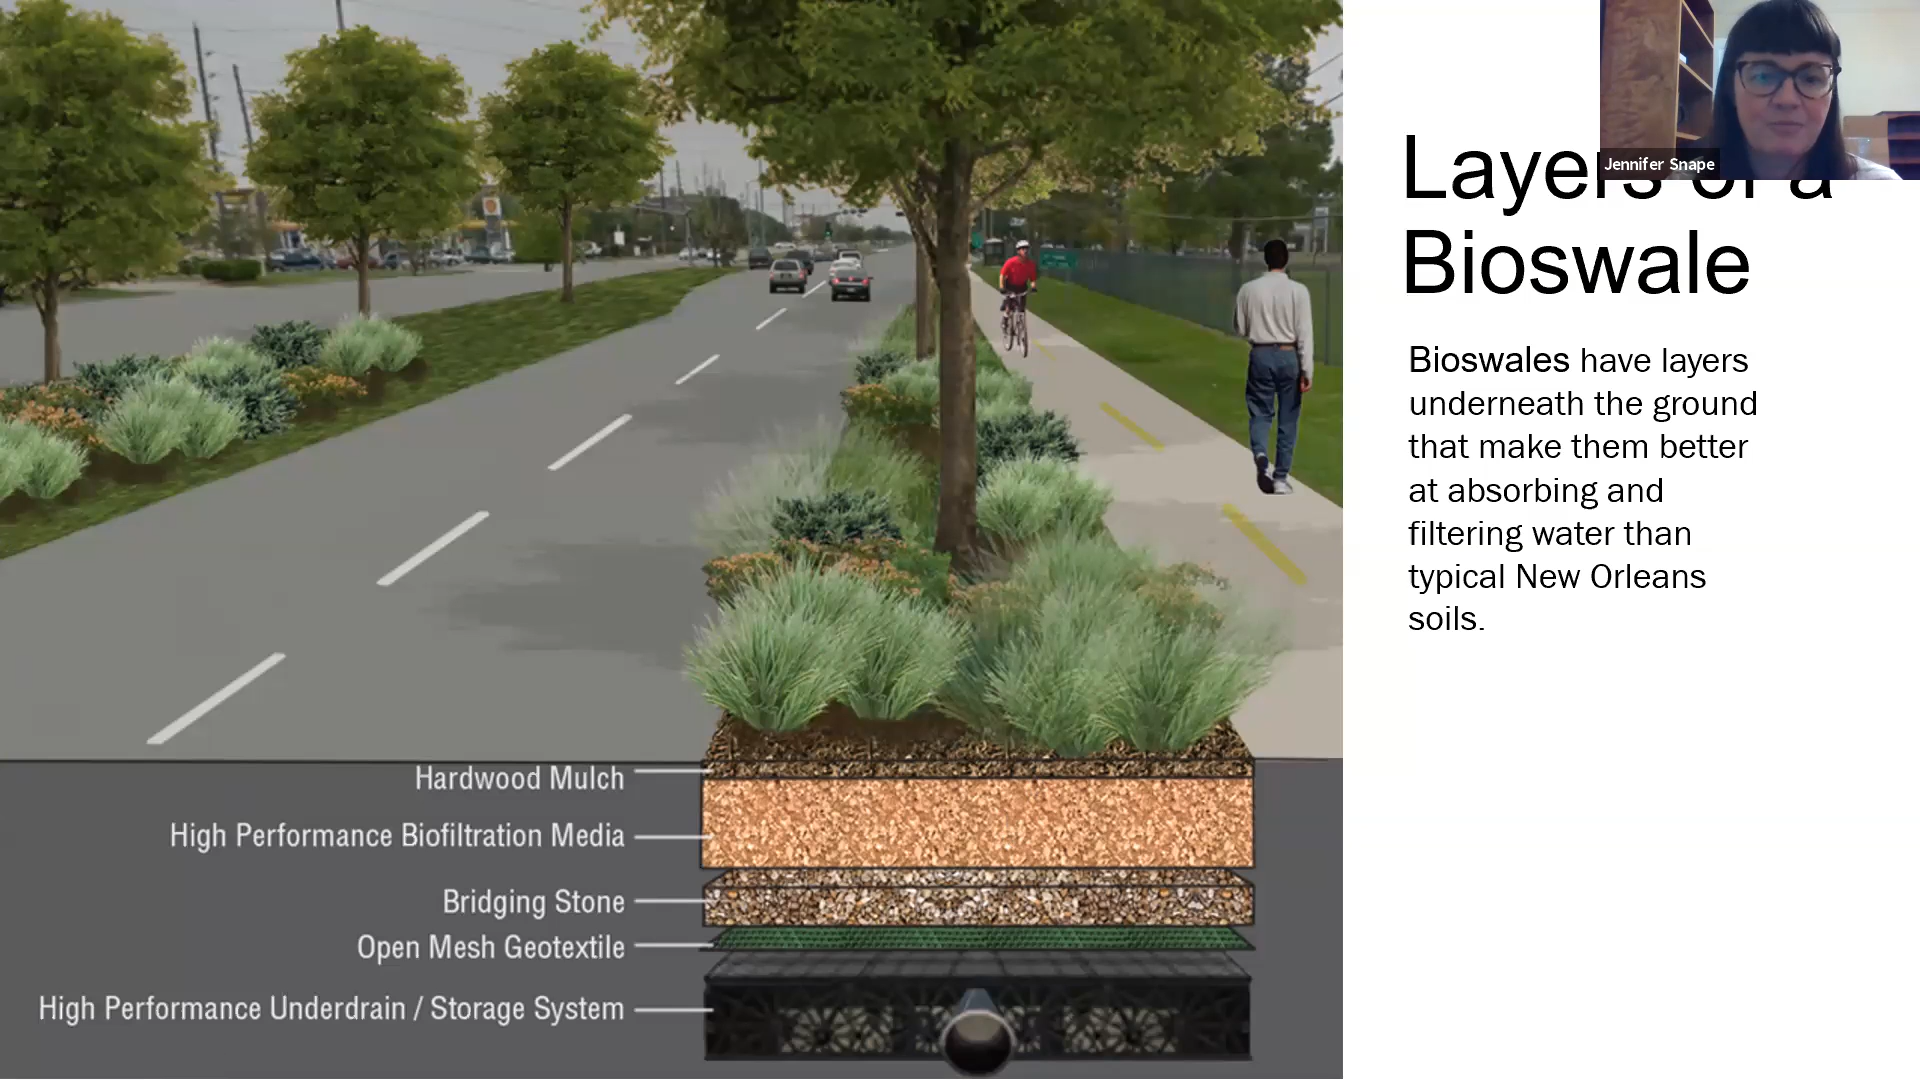 Jennifer Snape
Layers of a
Bioswale
Bioswales have layers
underneath the ground
that make them better
at absorbing and
filtering water than
typical New Orleans
soils.
Hardwood Mulch
High Performance Biofiltration Media
Bridging Stone
Open Mesh Geotextile
High Performance Underdrain / Storage System